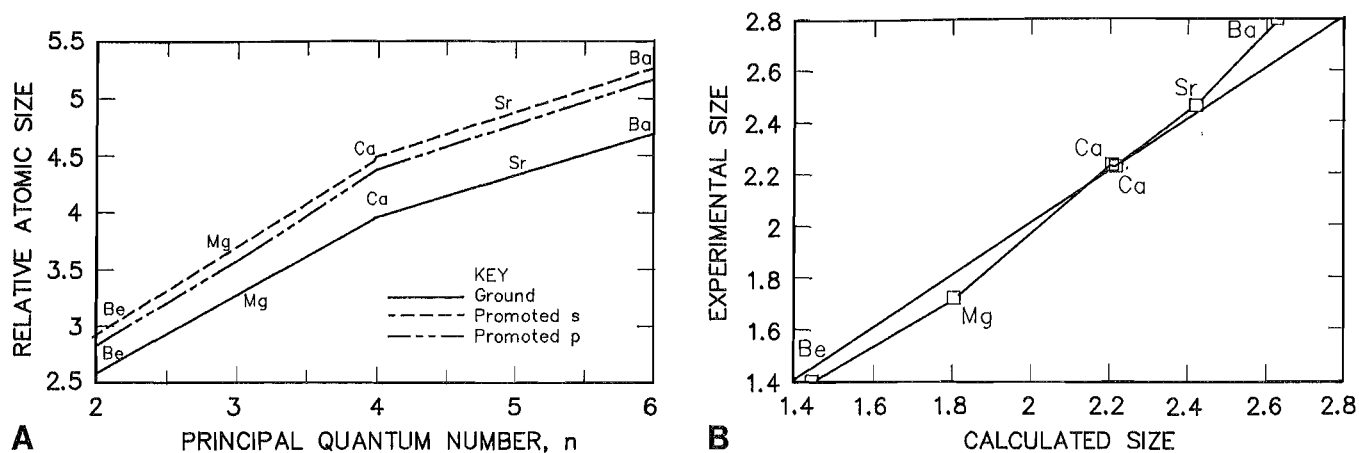 RELATIVE ATOMIC SIZE
5.5
5
4.5
4
3.5
3
2.5
Be
Be
Mg
Mg
Ca
Ca
Sr
Sr
Ba
Ba
KEY
Ground
Promoted s
Promoted p
2 3 4 5 6
A PRINCIPAL QUANTUM NUMBER, n
EXPERIMENTAL SIZE
2.8
2.6
2.4
2.2
2
1.8
1.6
1.4
Ba
Sr
Ca
Ca
Mg
Be
1.4 1.6 1.8 2 2.2 2.4 2.6 2.8
B CALCULATED SIZE